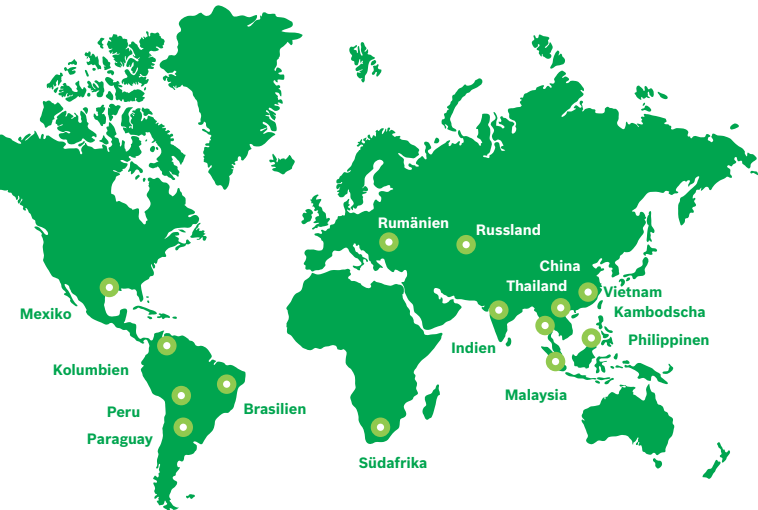 Rumänien
Russland
China
Thailand
Vietnam
Kambodscha
Mexiko
Philippinen
Indien
Kolumbien
Malaysia
Peru
Brasilien
Paraguay
Südafrika